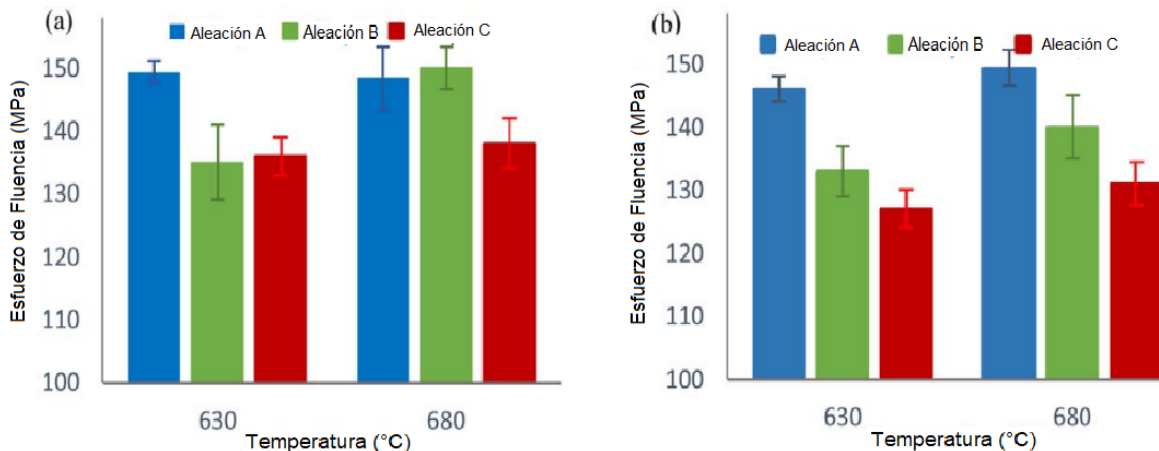 (a)
Aleación A Aleación B Aleación C
Esfuerzo de Fluencia (MPa)
150
140
130
120
110
100
630 680
Temperatura (°C)
(b)
Aleación A Aleación B Aleación C
Esfuerzo de Fluencia (MPa)
150
140
130
120
110
100
630 680
Temperatura (°C)